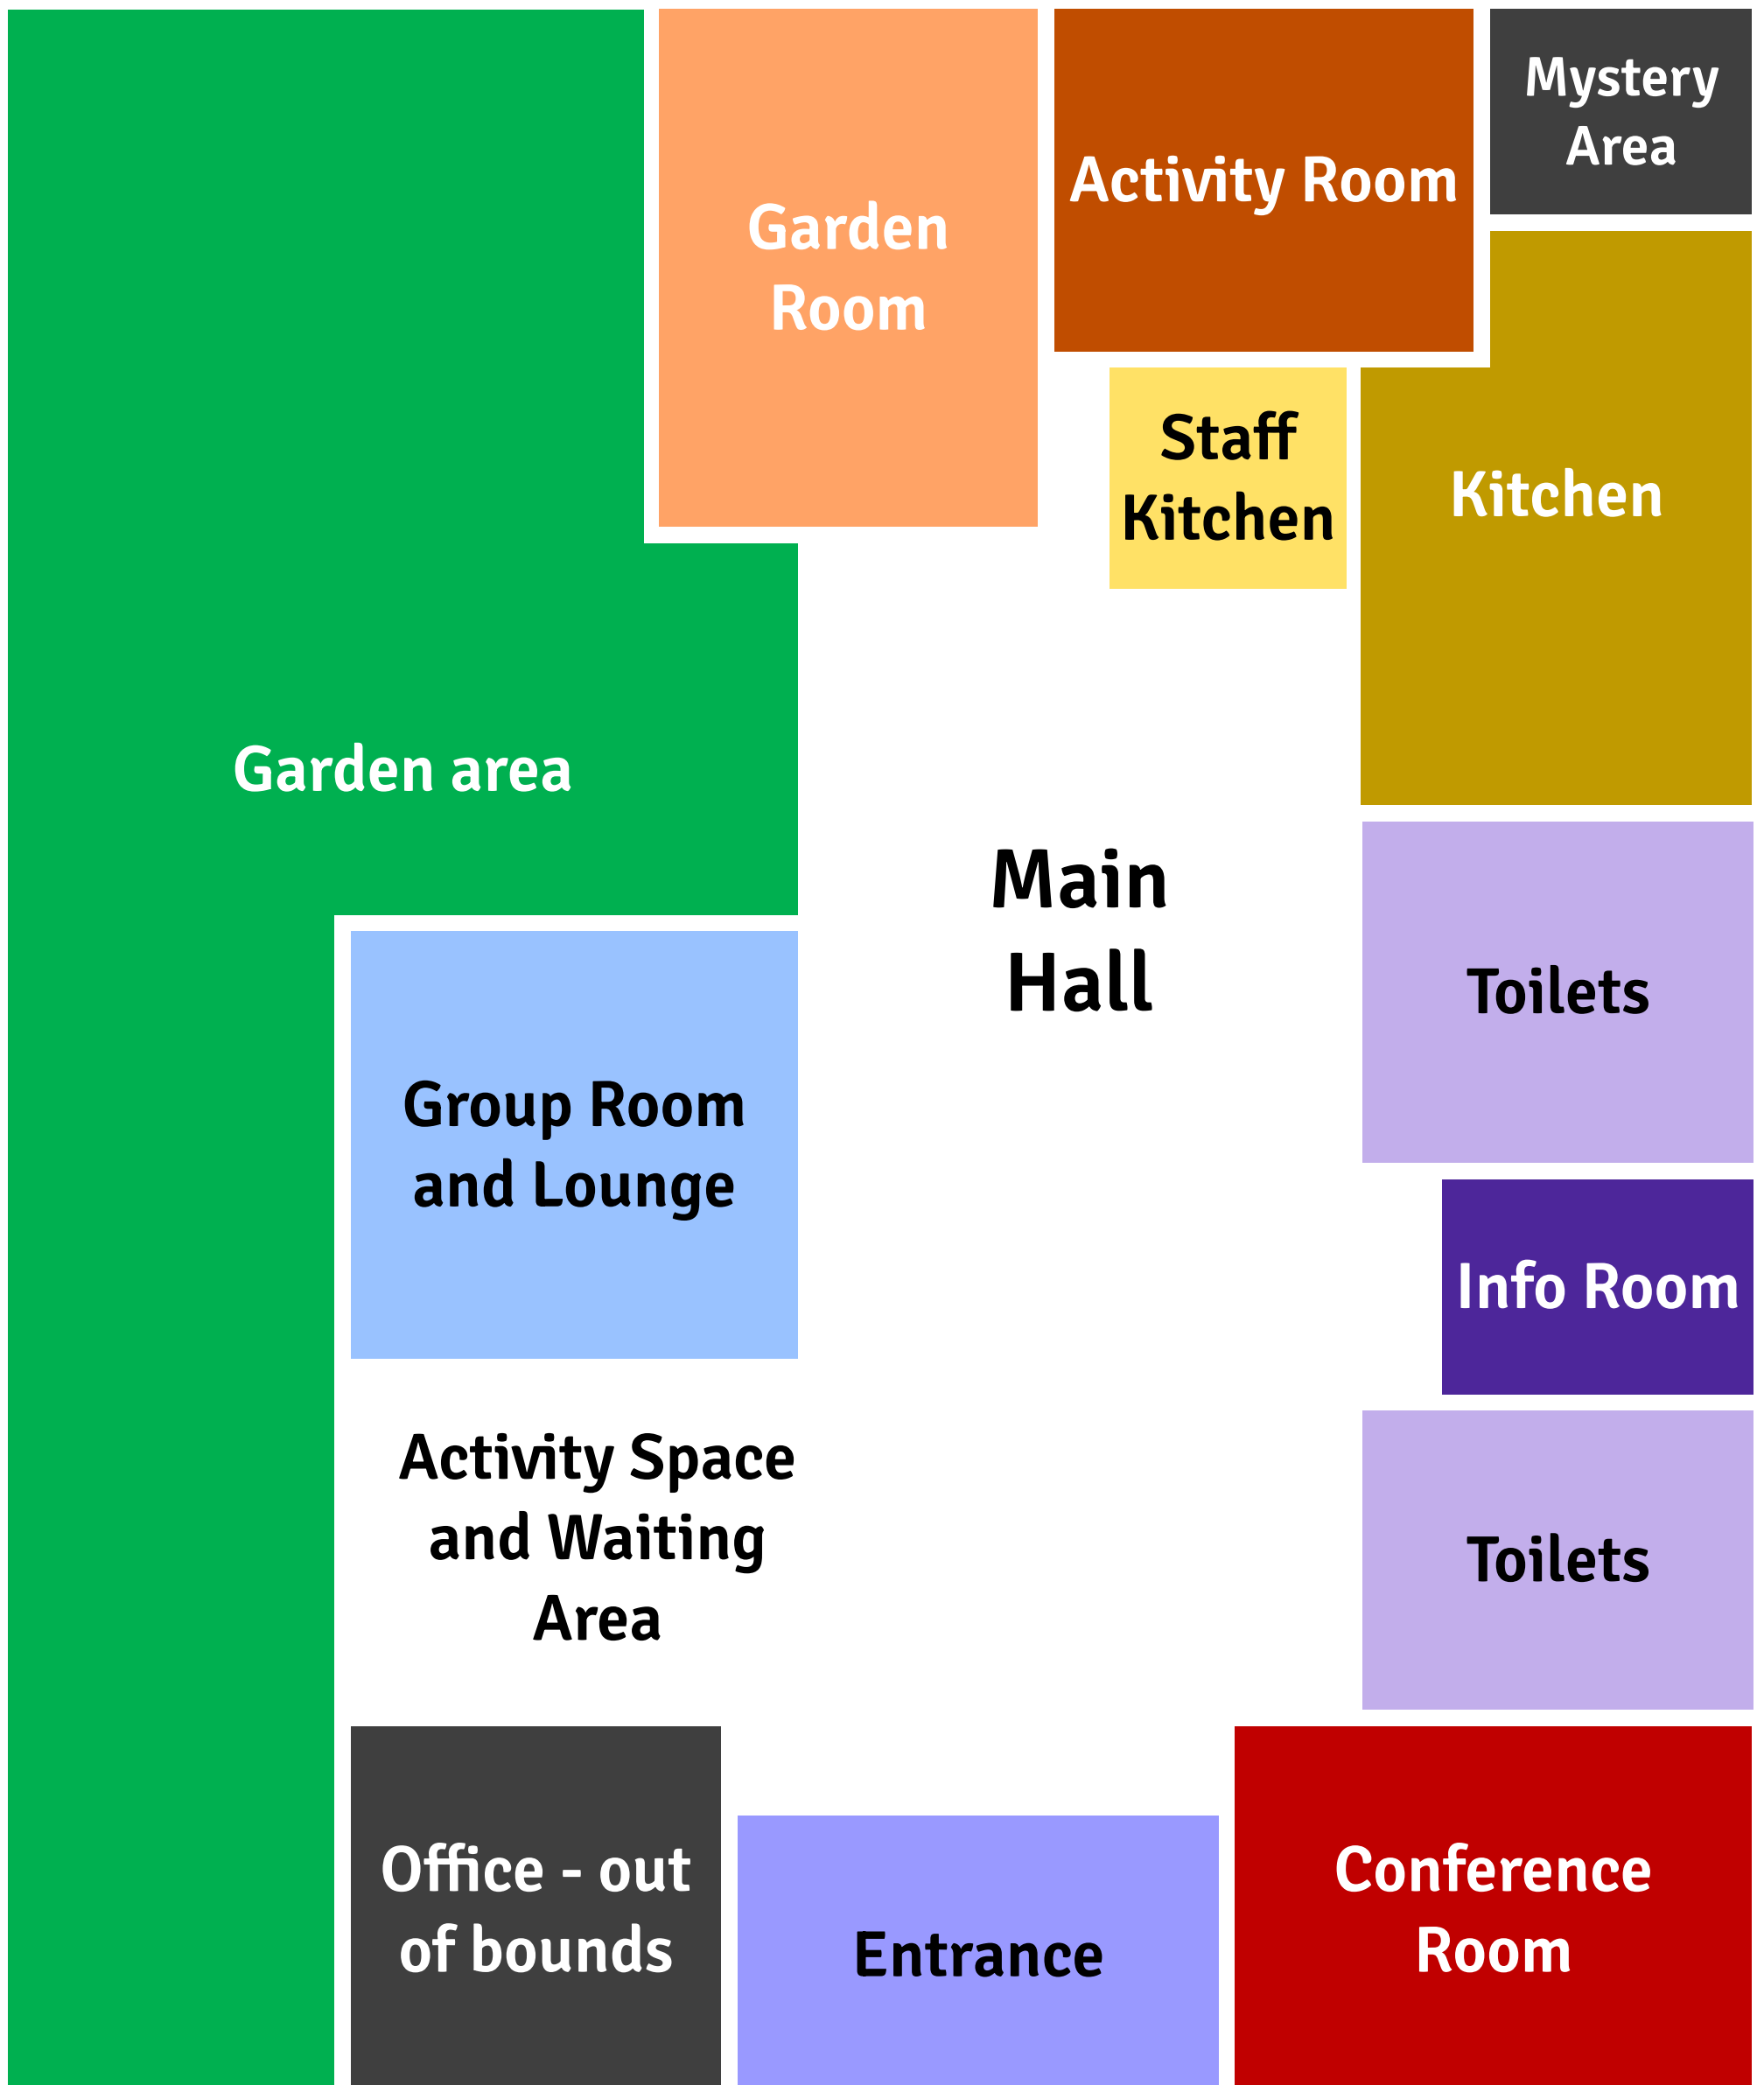 Mystery
Area
Activity Room
Garden
Room
Staff
Kitchen
Kitchen
Garden area
Main
Hall
Toilets
Group Room
and Lounge
Info Room
Activity Space
and Waiting
Area
Toilets
Office - out
of bounds
Entrance
Conference
Room